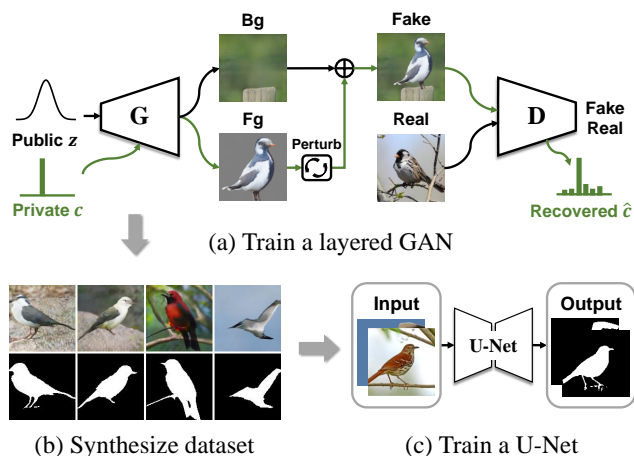 Bg
Fake
G
D
Fake
Real
Public z
Fg
Perturb
Real
Private c
Recovered ĉ
(a) Train a layered GAN
Input
Output
U-Net
(b) Synthesize dataset
(c) Train a U-Net